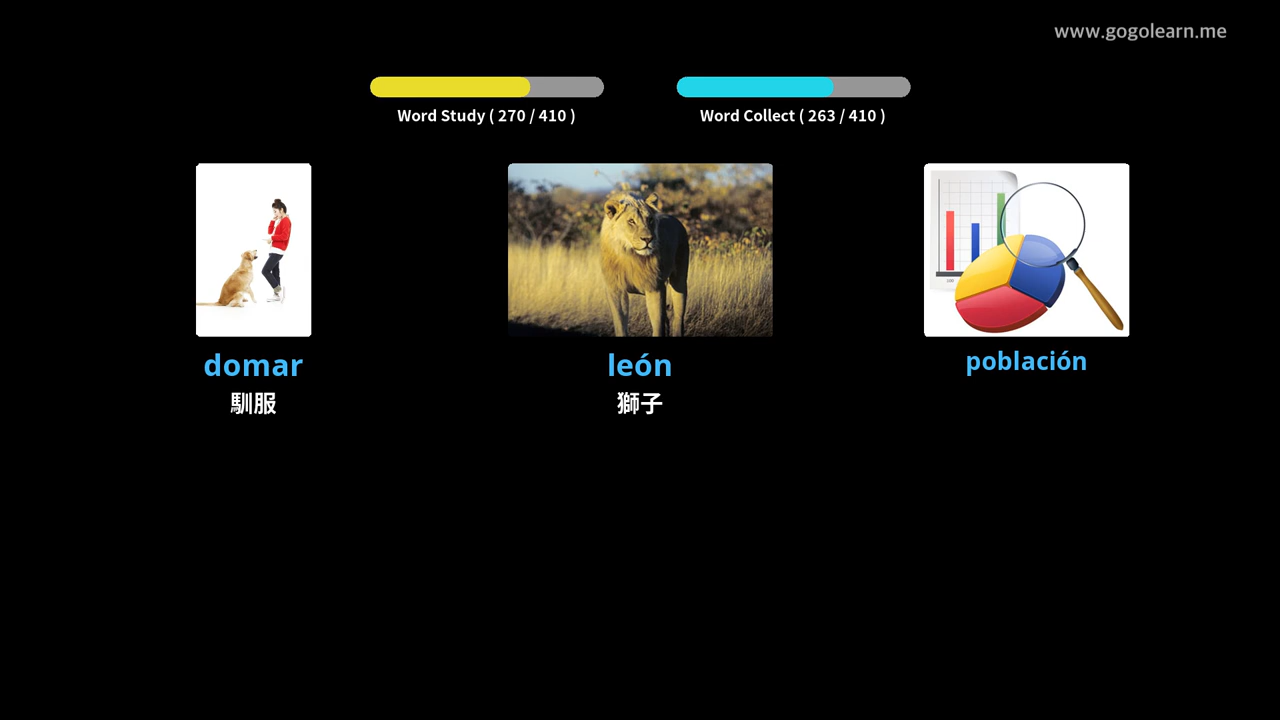 www.gogolearn.me
Word Study ( 270 / 410 )
Word Collect ( 263 / 410 )
domar
馴服
león
獅子
población